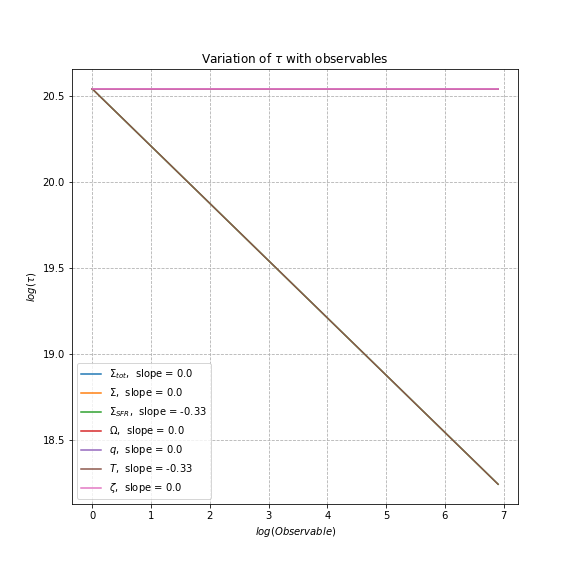 Variation of τ with observables
log(τ)
20.5
20.0
19.5
19.0
18.5
Σ_tot, slope = 0.0
Σ, slope = 0.0
Σ_SFR, slope = -0.33
Ω, slope = 0.0
q, slope = 0.0
T, slope = -0.33
ζ, slope = 0.0
0 1 2 3 4 5 6 7
log(Observable)